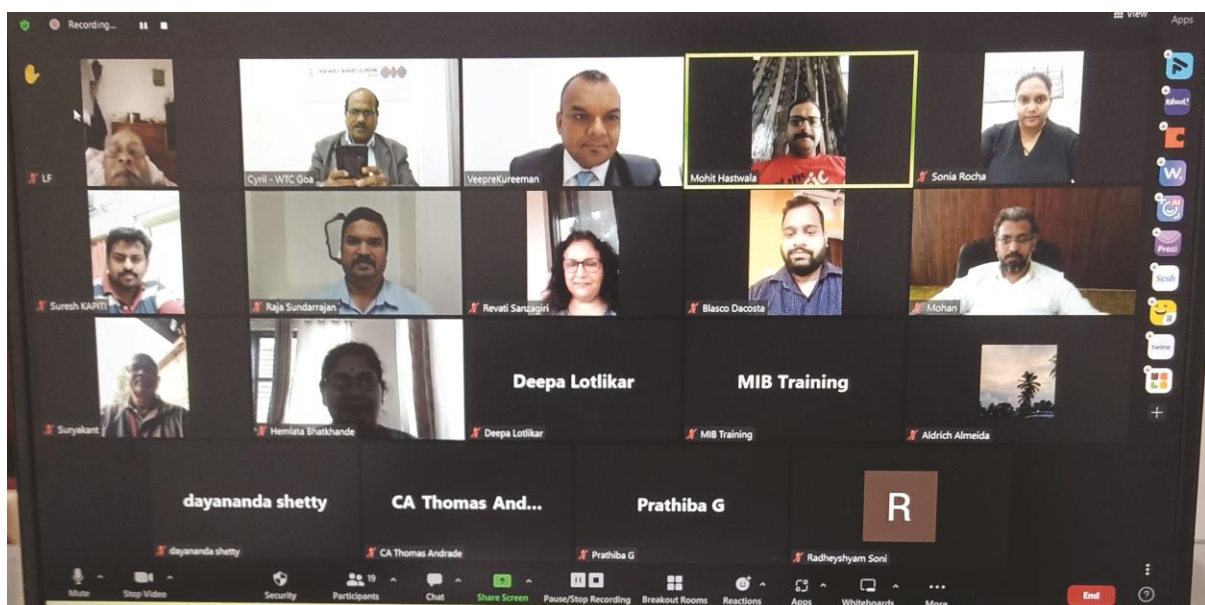 Recording...
View
Apps
LF
Cyril - WTC Goa
VeepreKureeman
Mohit Hastwala
Sonia Rocha
Kahoot!
W.
AI
Suresh KAPITI
Raja Sundarrajan
Revati Sanzagiri
Blasco Dacosta
Mohan
Prezi
Sesh
twine
Deepa Lotlikar
MIB Training
Suryakant
Hemlata Bhatkhande
Deepa Lotlikar
MIB Training
Aldrich Almeida
dayananda shetty
CA Thomas And...
Prathiba G
R
dayananda shetty
CA Thomas Andrade
Prathiba G
Radheyshyam Soni
Mute
Stop Video
Security
Participants
19
Chat
Share Screen
Pause/Stop Recording
Breakout Rooms
Reactions
Apps
Whiteboards
More
End